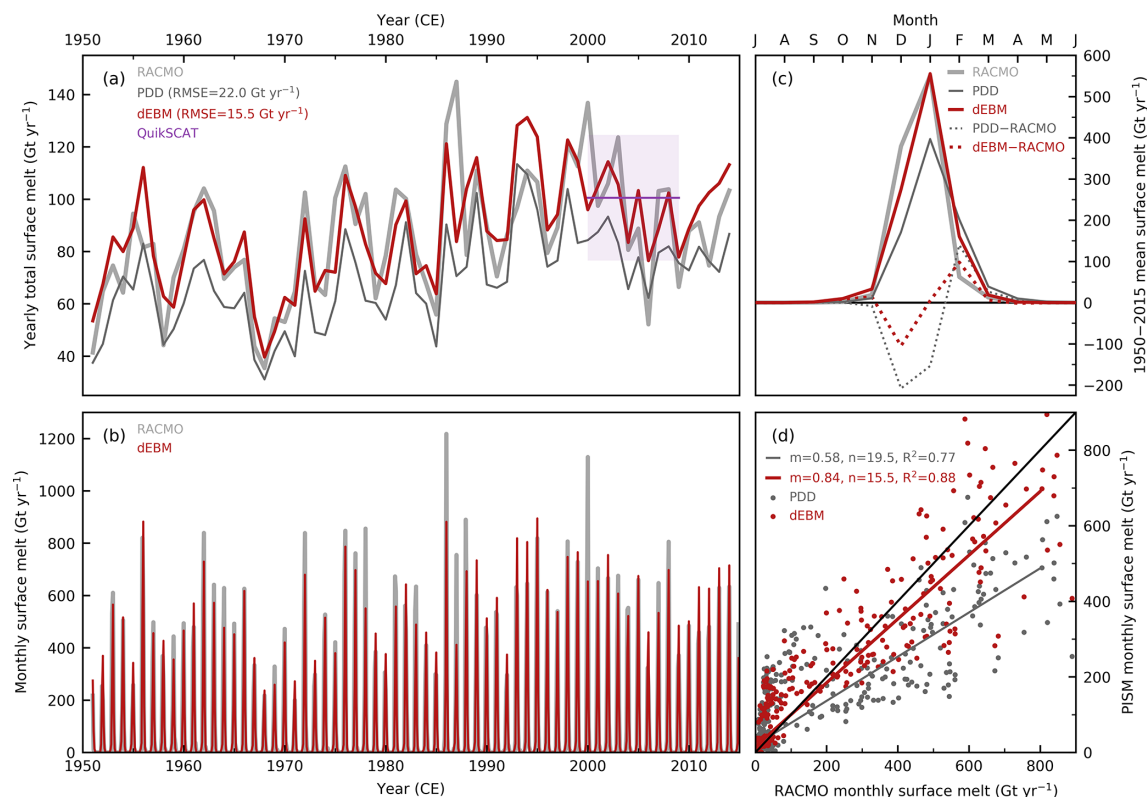 Year (CE)
1950 1960 1970 1980 1990 2000 2010
(a)
RACMO
PDD (RMSE=22.0 Gt yr⁻¹)
dEBM (RMSE=15.5 Gt yr⁻¹)
QuikSCAT
Yearly total surface melt (Gt yr⁻¹)
140
120
100
80
60
40
Month
J A S O N D J F M A M J
(c)
RACMO
PDD
dEBM
PDD−RACMO
dEBM−RACMO
600
500
400
300
200
100
0
−100
−200
1950−2015 mean surface melt (Gt yr⁻¹)
(b)
RACMO
dEBM
Monthly surface melt (Gt yr⁻¹)
1200
1000
800
600
400
200
0
1950 1960 1970 1980 1990 2000 2010
Year (CE)
(d)
m=0.58, n=19.5, R²=0.77
m=0.84, n=15.5, R²=0.88
PDD
dEBM
800
600
400
200
0
PISM monthly surface melt (Gt yr⁻¹)
0 200 400 600 800
RACMO monthly surface melt (Gt yr⁻¹)